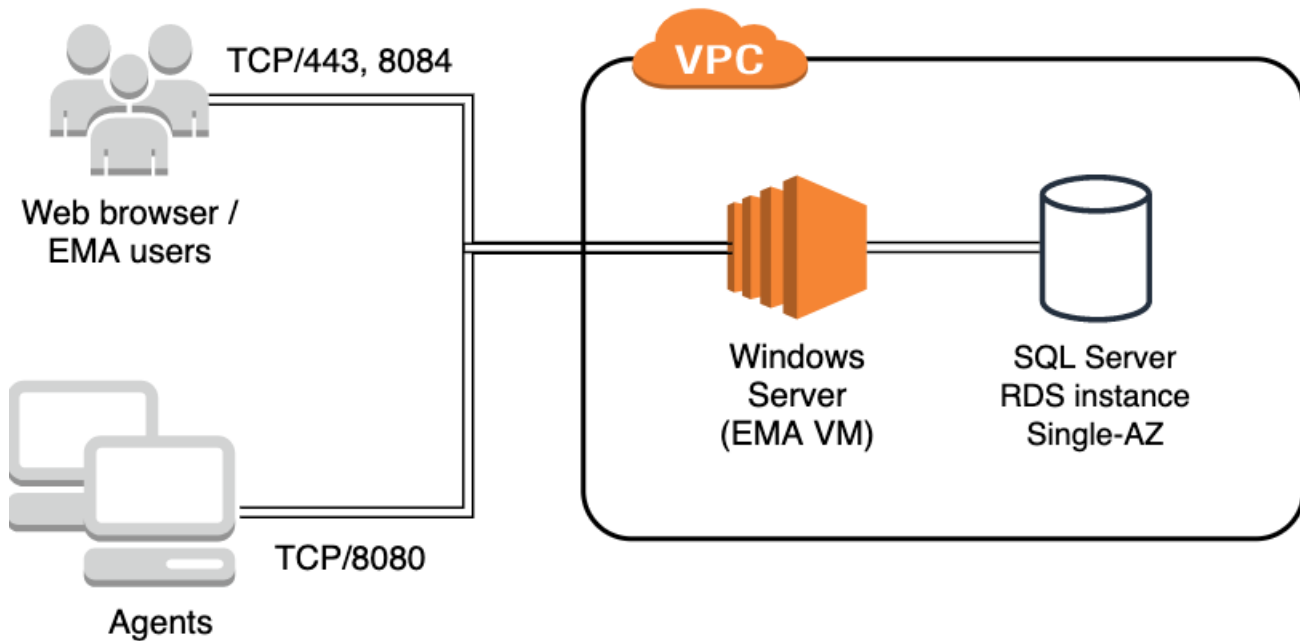 TCP/443, 8084
VPC
Web browser /
EMA users
Windows
Server
(EMA VM)
SQL Server
RDS instance
Single-AZ
TCP/8080
Agents